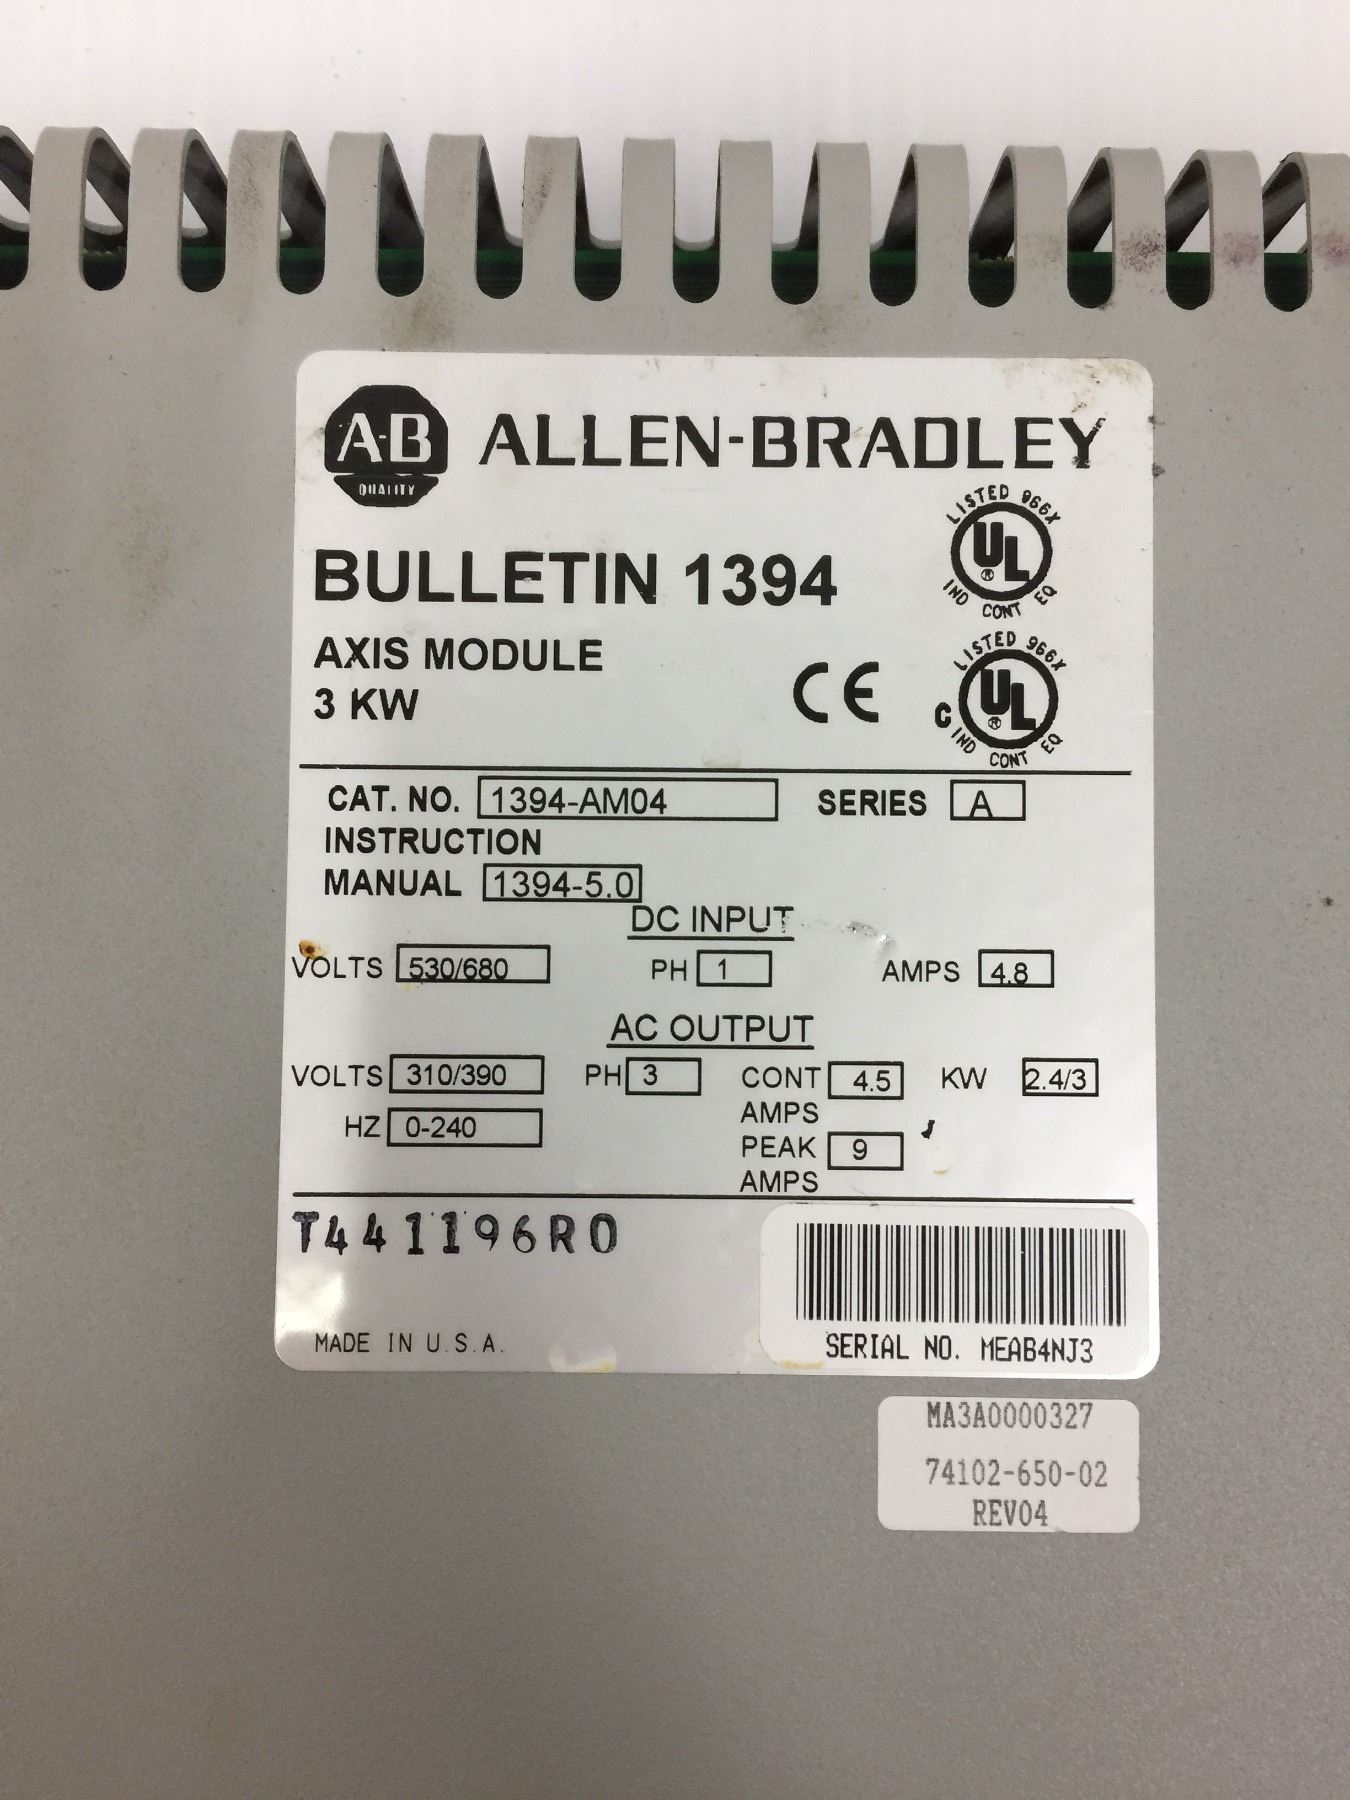 A-B
QUALITY
ALLEN-BRADLEY
LISTED 966X
UL
®
IND CONT EQ
BULLETIN 1394
AXIS MODULE
3 KW
CE
LISTED 966X
C UL
®
IND CONT EQ
CAT. NO. 1394-AM04 SERIES A
INSTRUCTION
MANUAL 1394-5.0
DC INPUT
VOLTS 530/680 PH 1 AMPS 4.8
AC OUTPUT
VOLTS 310/390 PH 3 CONT 4.5 KW 2.4/3
AMPS
HZ 0-240
PEAK 9
AMPS
T441196R0
MADE IN U.S.A.
SERIAL NO. MEAB4NJ3
MA3A0000327
74102-650-02
REV04